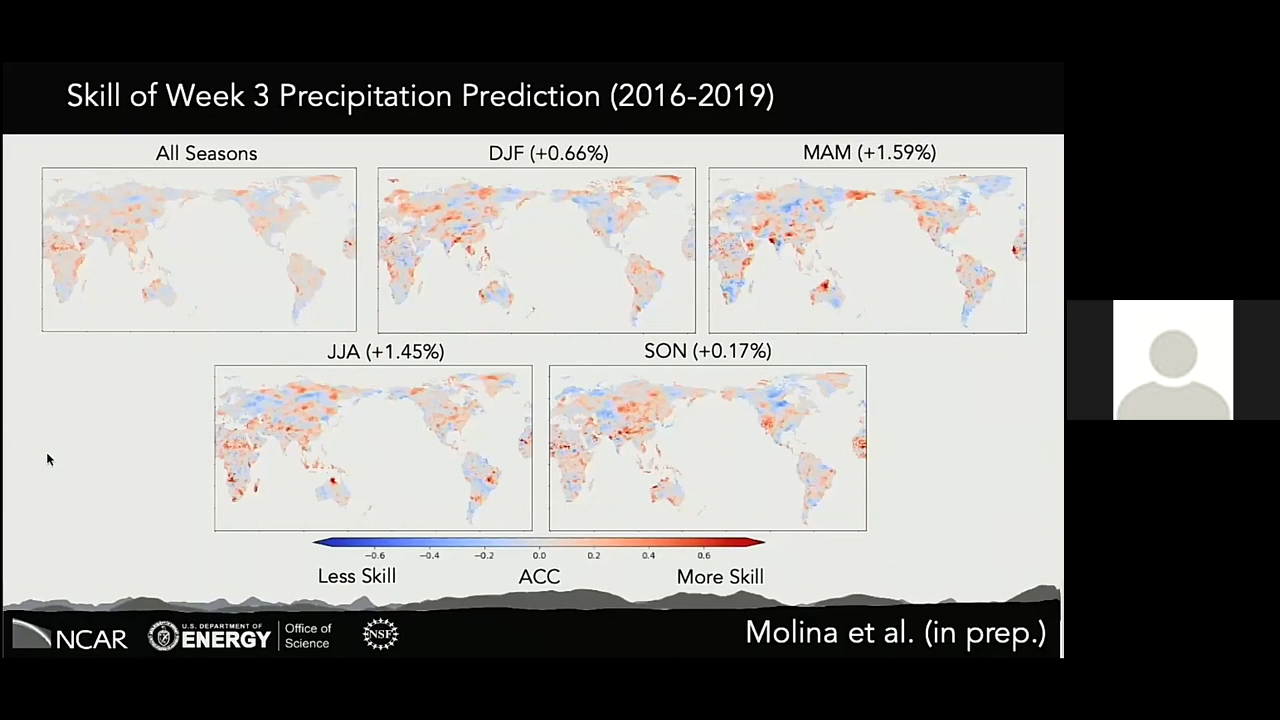 Skill of Week 3 Precipitation Prediction (2016-2019)
All Seasons
DJF (+0.66%)
MAM (+1.59%)
JJA (+1.45%)
SON (+0.17%)
−0.6 −0.4 −0.2 0.0 0.2 0.4 0.6
Less Skill ACC More Skill
NCAR
U.S. DEPARTMENT OF
ENERGY
Office of
Science
NSF
Molina et al. (in prep.)